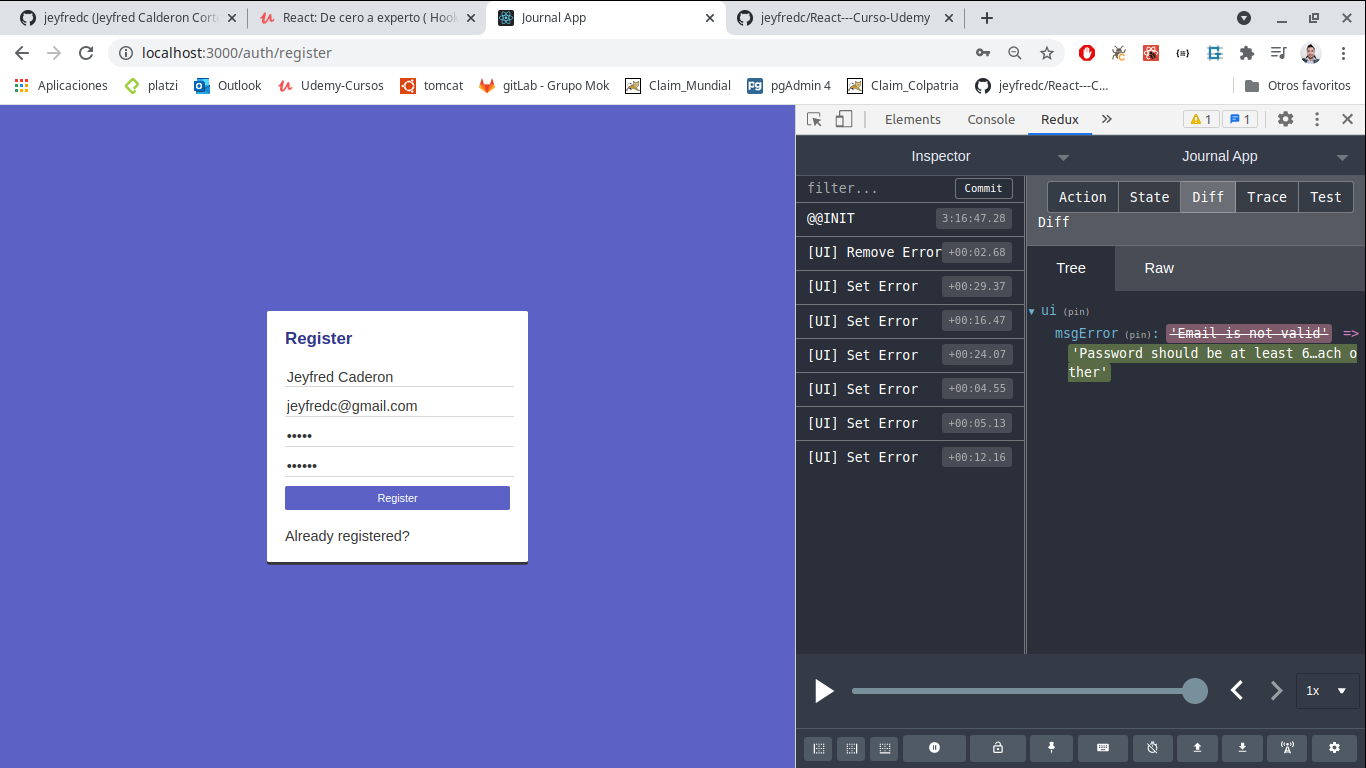 jeyfredc (Jeyfred Calderon Cort
React: De cero a experto ( Hook
Journal App
jeyfredc/React---Curso-Udemy
localhost:3000/auth/register
Aplicaciones
platzi
Outlook
Udemy-Cursos
tomcat
gitLab - Grupo Mok
Claim_Mundial
pgAdmin 4
Claim_Colpatria
jeyfredc/React---C...
Otros favoritos
Register
Jeyfred Caderon
jeyfredc@gmail.com
•••••
••••••
Register
Already registered?
Elements
Console
Redux
1
1
Inspector
Journal App
filter...
Commit
@@INIT
3:16:47.28
[UI] Remove Error
+00:02.68
[UI] Set Error
+00:29.37
[UI] Set Error
+00:16.47
[UI] Set Error
+00:24.07
[UI] Set Error
+00:04.55
[UI] Set Error
+00:05.13
[UI] Set Error
+00:12.16
Action
State
Diff
Trace
Test
Diff
Tree
Raw
ui (pin)
msgError (pin): 'Email is not valid' =>
'Password should be at least 6…ach o
ther'
1x